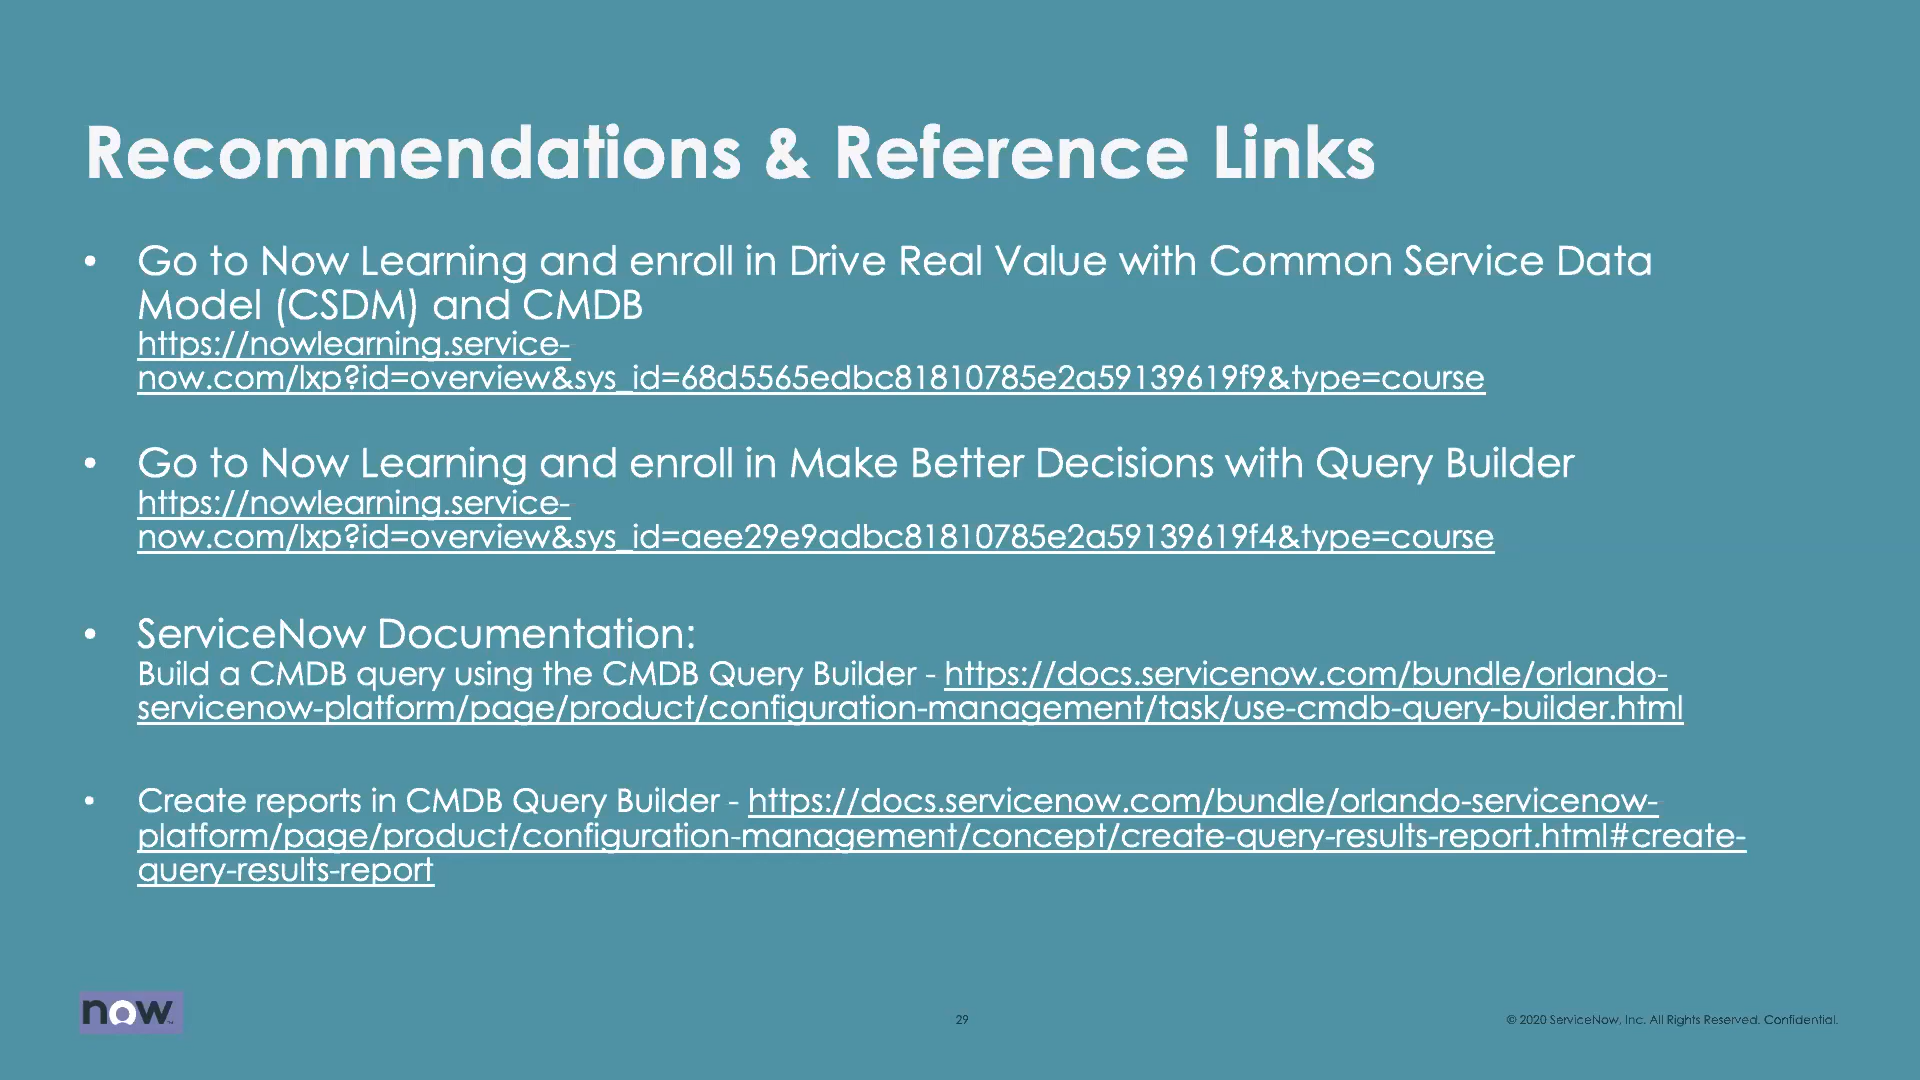 Recommendations & Reference Links
• Go to Now Learning and enroll in Drive Real Value with Common Service Data
Model (CSDM) and CMDB
https://nowlearning.service-
now.com/lxp?id=overview&sys_id=68d5565edbc81810785e2a59139619f9&type=course
• Go to Now Learning and enroll in Make Better Decisions with Query Builder
https://nowlearning.service-
now.com/lxp?id=overview&sys_id=aee29e9adbc81810785e2a59139619f4&type=course
• ServiceNow Documentation:
Build a CMDB query using the CMDB Query Builder - https://docs.servicenow.com/bundle/orlando-
servicenow-platform/page/product/configuration-management/task/use-cmdb-query-builder.html
• Create reports in CMDB Query Builder - https://docs.servicenow.com/bundle/orlando-servicenow-
platform/page/product/configuration-management/concept/create-query-results-report.html#create-
query-results-report
now™
29
© 2020 ServiceNow, Inc. All Rights Reserved. Confidential.